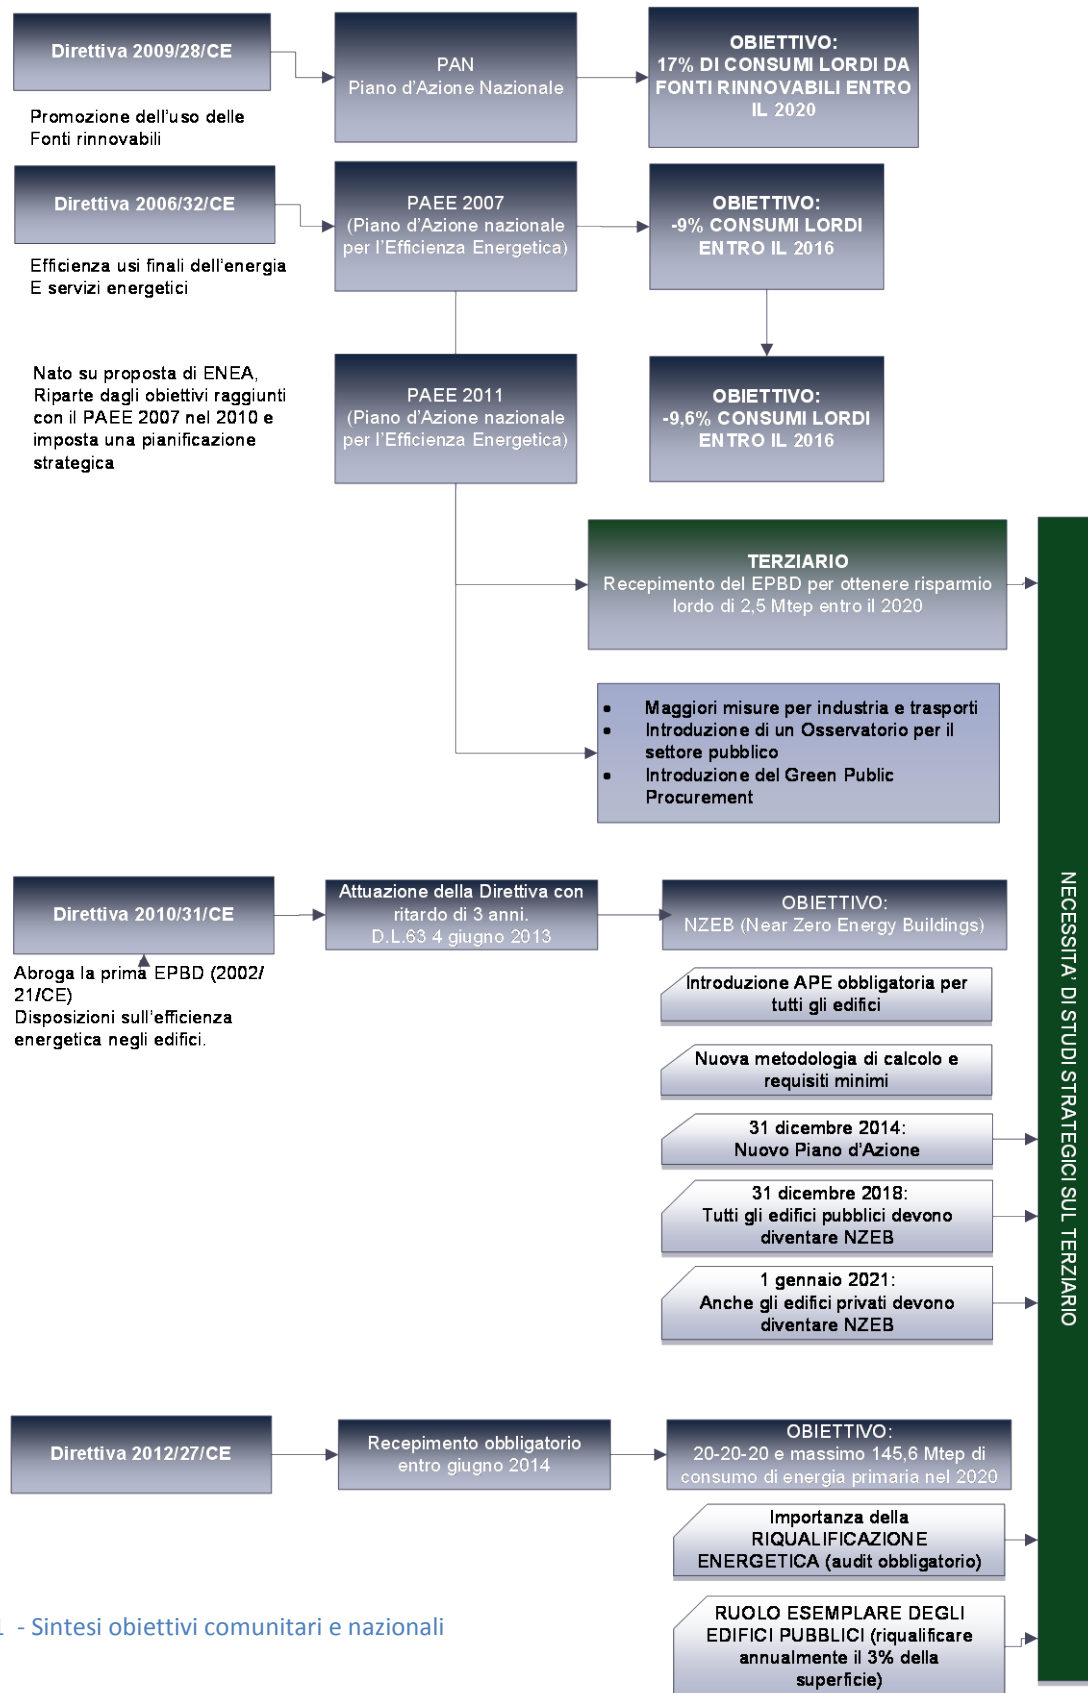 Direttiva 2009/28/CE
PAN
Piano d'Azione Nazionale
OBIETTIVO:
17% DI CONSUMI LORDI DA
FONTI RINNOVABILI ENTRO
IL 2020
Promozione dell'uso delle
Fonti rinnovabili
Direttiva 2006/32/CE
PAEE 2007
(Piano d'Azione nazionale
per l'Efficienza Energetica)
OBIETTIVO:
-9% CONSUMI LORDI
ENTRO IL 2016
Efficienza usi finali dell'energia
E servizi energetici
Nato su proposta di ENEA,
Riparte dagli obiettivi raggiunti
con il PAEE 2007 nel 2010 e
imposta una pianificazione
strategica
PAEE 2011
(Piano d'Azione nazionale
per l'Efficienza Energetica)
OBIETTIVO:
-9,6% CONSUMI LORDI
ENTRO IL 2016
TERZIARIO
Recepimento del EPBD per ottenere risparmio
lordo di 2,5 Mtep entro il 2020
• Maggiori misure per industria e trasporti
• Introduzione di un Osservatorio per il
settore pubblico
• Introduzione del Green Public
Procurement
NECESSITA' DI STUDI STRATEGICI SUL TERZIARIO
Direttiva 2010/31/CE
Attuazione della Direttiva con
ritardo di 3 anni.
D.L.63 4 giugno 2013
OBIETTIVO:
NZEB (Near Zero Energy Buildings)
Abroga la prima EPBD (2002/
21/CE)
Disposizioni sull'efficienza
energetica negli edifici.
Introduzione APE obbligatoria per
tutti gli edifici
Nuova metodologia di calcolo e
requisiti minimi
31 dicembre 2014:
Nuovo Piano d'Azione
31 dicembre 2018:
Tutti gli edifici pubblici devono
diventare NZEB
1 gennaio 2021:
Anche gli edifici privati devono
diventare NZEB
Direttiva 2012/27/CE
Recepimento obbligatorio
entro giugno 2014
OBIETTIVO:
20-20-20 e massimo 145,6 Mtep di
consumo di energia primaria nel 2020
Importanza della
RIQUALIFICAZIONE
ENERGETICA (audit obbligatorio)
RUOLO ESEMPLARE DEGLI
EDIFICI PUBBLICI (riqualificare
annualmente il 3% della
superficie)
1 - Sintesi obiettivi comunitari e nazionali